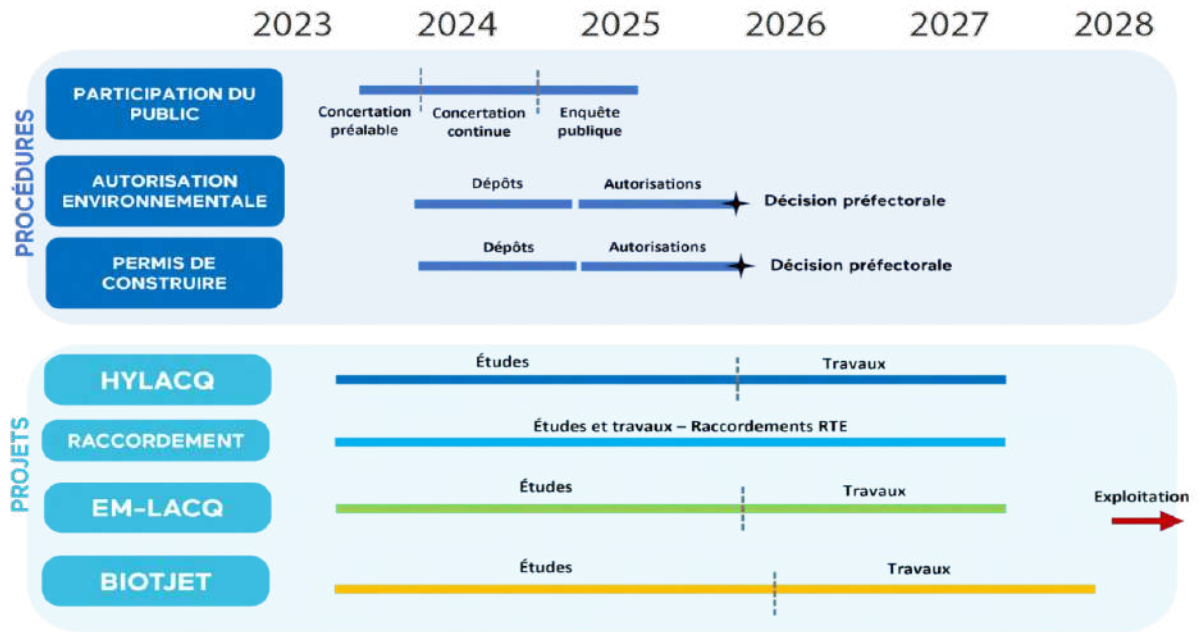 2023 2024 2025 2026 2027 2028
PROCÉDURES
PARTICIPATION DU
PUBLIC
Concertation
préalable
Concertation
continue
Enquête
publique
AUTORISATION
ENVIRONNEMENTALE
Dépôts
Autorisations
Décision préfectorale
PERMIS DE
CONSTRUIRE
Dépôts
Autorisations
Décision préfectorale
PROJETS
HYLACQ
Études
Travaux
RACCORDEMENT
Études et travaux – Raccordements RTE
EM-LACQ
Études
Travaux
Exploitation
BIOTJET
Études
Travaux